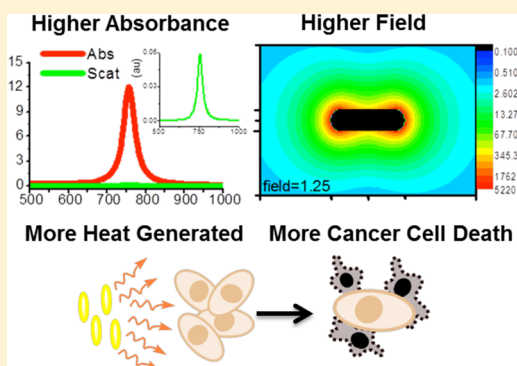 Higher Absorbance
Higher Field
Abs
Scat
15
12
9
6
3
0
500 600 700 800 900 1000
(au)
0.06
0.03
0.00
500 750 1000
field=1.25
0.100
0.510
2.602
13.27
67.70
345.3
5220
More Heat Generated
More Cancer Cell Death